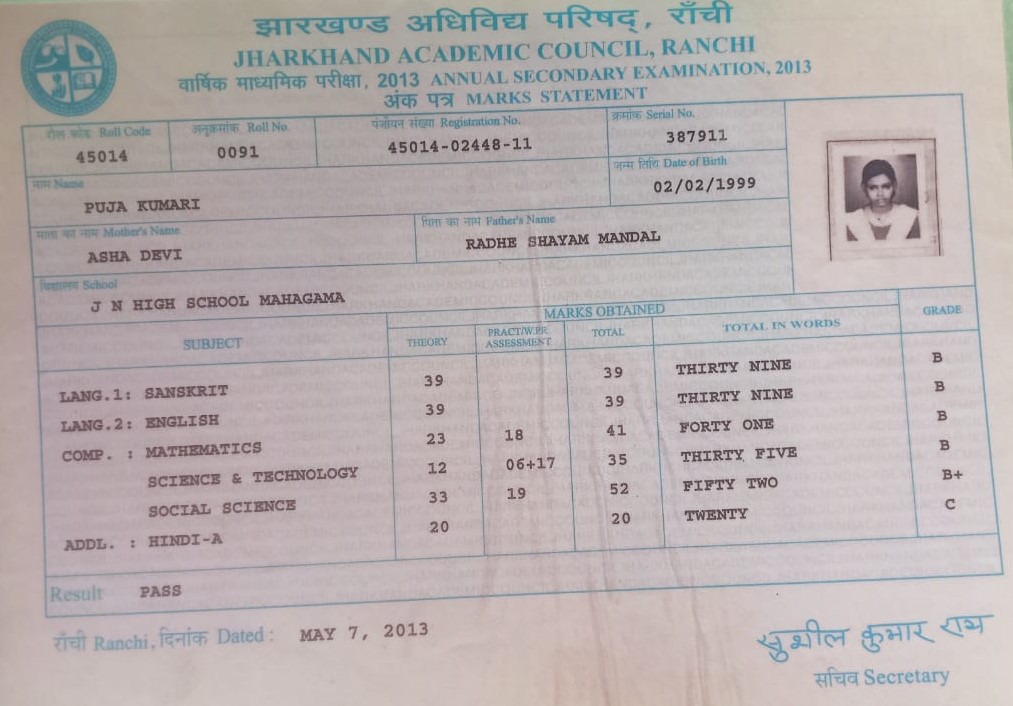 झारखण्ड अधिविद्य परिषद्, राँची
JHARKHAND ACADEMIC COUNCIL, RANCHI
वार्षिक माध्यमिक परीक्षा, 2013 ANNUAL SECONDARY EXAMINATION, 2013
अंक पत्र MARKS STATEMENT
रौल कोड Roll Code अनुक्रमांक Roll No. पंजीयन संख्या Registration No. क्रमांक Serial No.
45014 0091 45014-02448-11 387911
नाम Name जन्म तिथि Date of Birth
PUJA KUMARI 02/02/1999
माता का नाम Mother's Name पिता का नाम Father's Name
ASHA DEVI RADHE SHAYAM MANDAL
विद्यालय School
J N HIGH SCHOOL MAHAGAMA
SUBJECT MARKS OBTAINED GRADE
THEORY PRACT/W.PR. ASSESSMENT TOTAL TOTAL IN WORDS
LANG.1: SANSKRIT 39 39 THIRTY NINE B
LANG.2: ENGLISH 39 39 THIRTY NINE B
COMP. : MATHEMATICS 23 18 41 FORTY ONE B
SCIENCE & TECHNOLOGY 12 06+17 35 THIRTY FIVE B
SOCIAL SCIENCE 33 19 52 FIFTY TWO B+
ADDL. : HINDI-A 20 20 TWENTY C
Result PASS
राँची Ranchi, दिनांक Dated : MAY 7, 2013
सुशील कुमार राय
सचिव Secretary